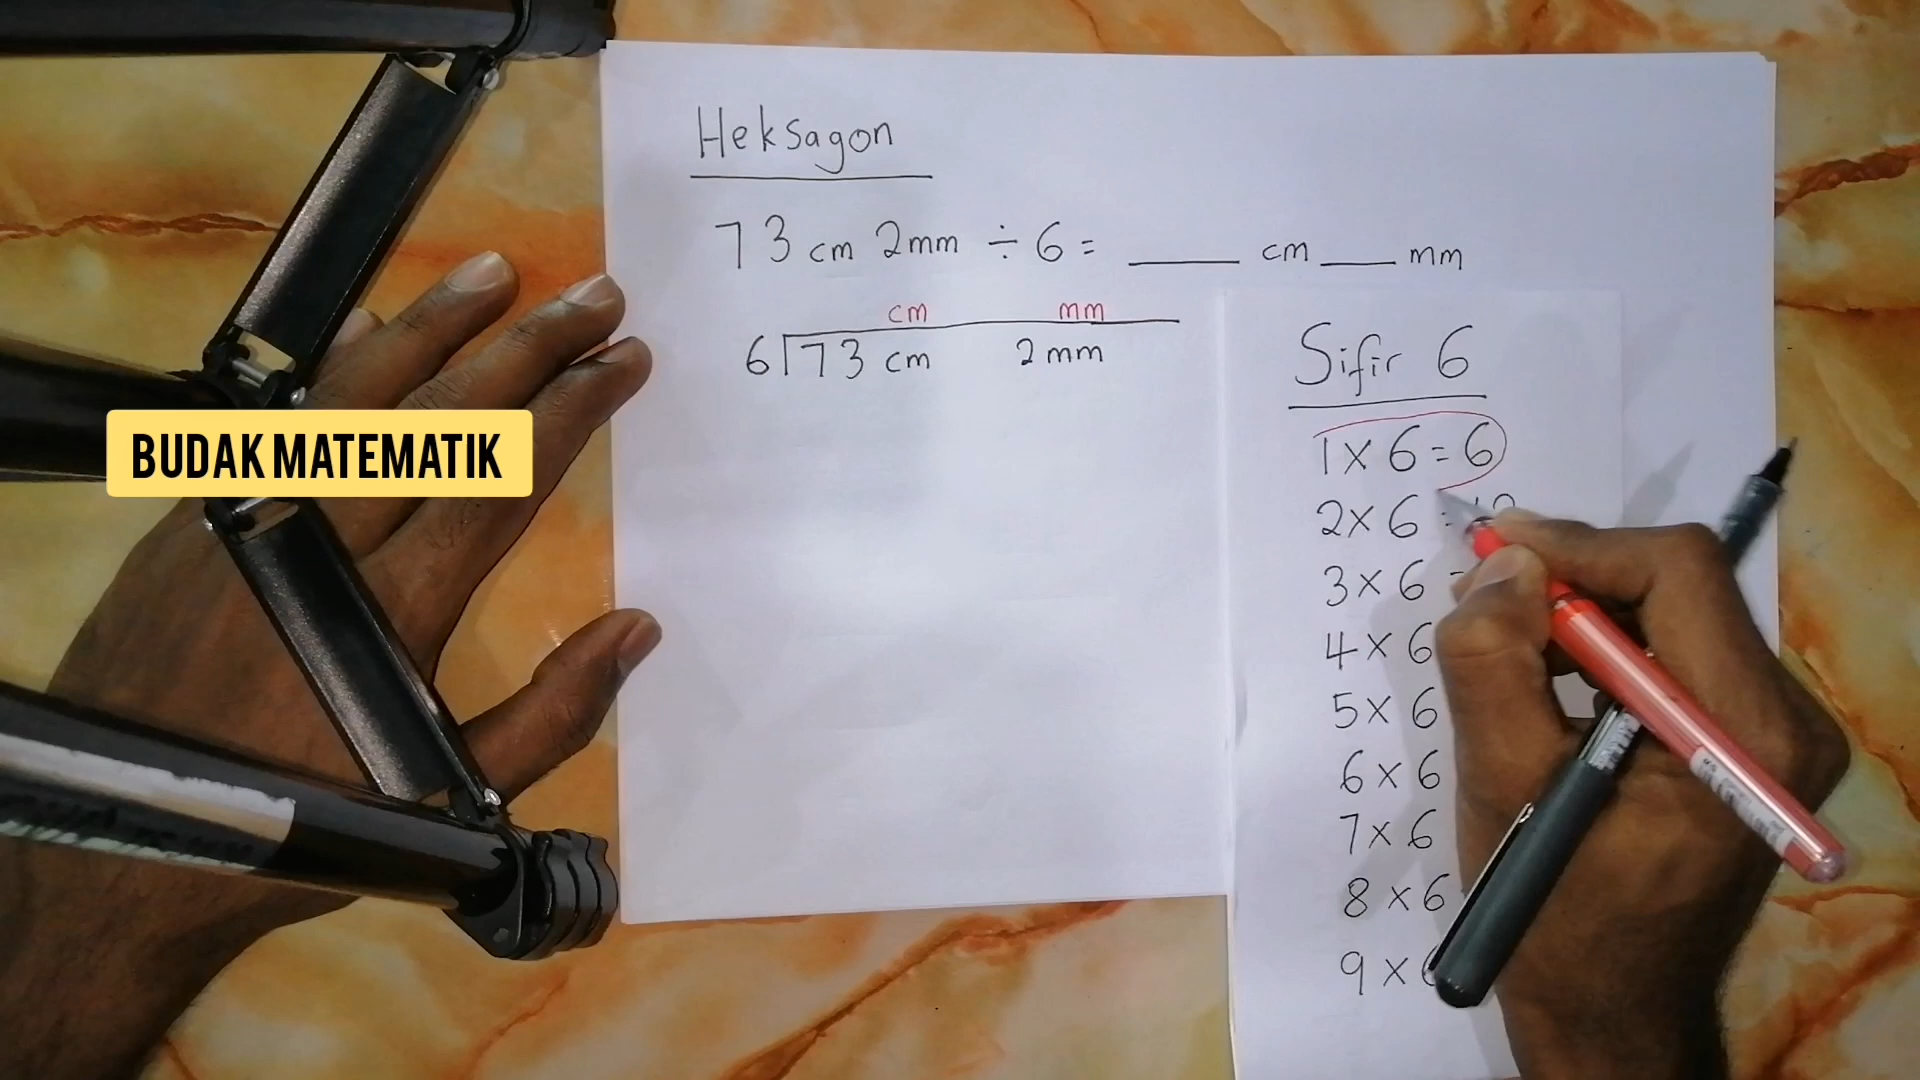 Heksagon
73 cm 2mm ÷ 6 = ____ cm ___ mm
cm mm
6 73 cm 2 mm
BUDAK MATEMATIK
Sifir 6
1 x 6 = 6
2 x 6 =
3 x 6
4 x 6
5 x 6
6 x 6
7 x 6
8 x 6
9 x